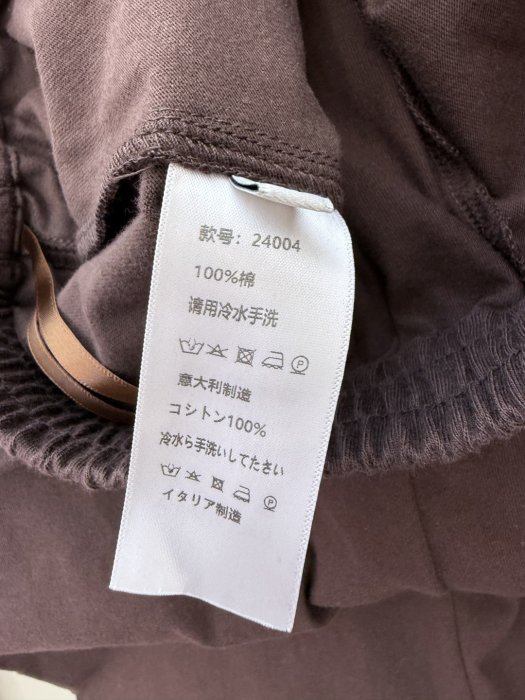 款号：24004
100%棉
请用冷水手洗
意大利制造
コシトン100%
冷水ら手洗いしてたさい
イタリア制造